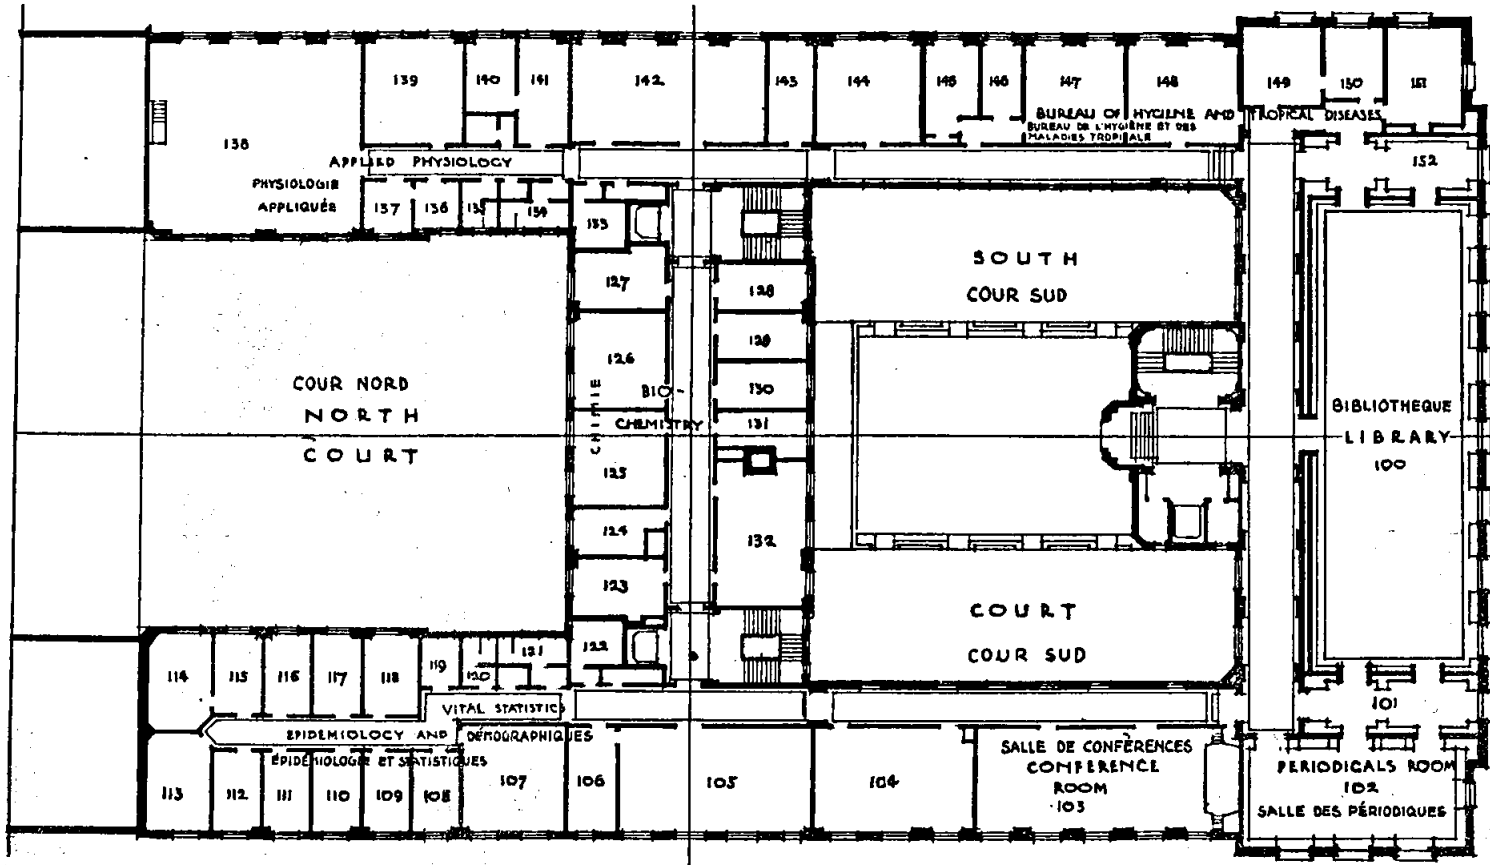 139
140
141
142
143
144
145
146
147
148
149
150
151
138
BUREAU OF HYGIENE AND TROPICAL DISEASES
BUREAU DE L'HYGIÈNE ET DES
MALADIES TROPICALE
APPLIED PHYSIOLOGY
152
PHYSIOLOGIE
APPLIQUÉE
137
136
135
134
133
127
128
SOUTH
COUR SUD
126
129
COUR NORD
NORTH
COURT
CHIMIE
BIO-
CHEMISTRY
130
131
BIBLIOTHEQUE
LIBRARY
100
125
124
132
123
COURT
COUR SUD
122
121
114
115
116
117
118
119
120
101
VITAL STATISTICS
EPIDEMIOLOGY AND DÉMOGRAPHIQUES
ÉPIDÉMIOLOGIE ET STATISTIQUES
SALLE DE CONFÈRENCES
CONFERENCE
ROOM
103
PERIODICALS ROOM
102
SALLE DES PÉRIODIQUES
113
112
111
110
109
108
107
106
105
104